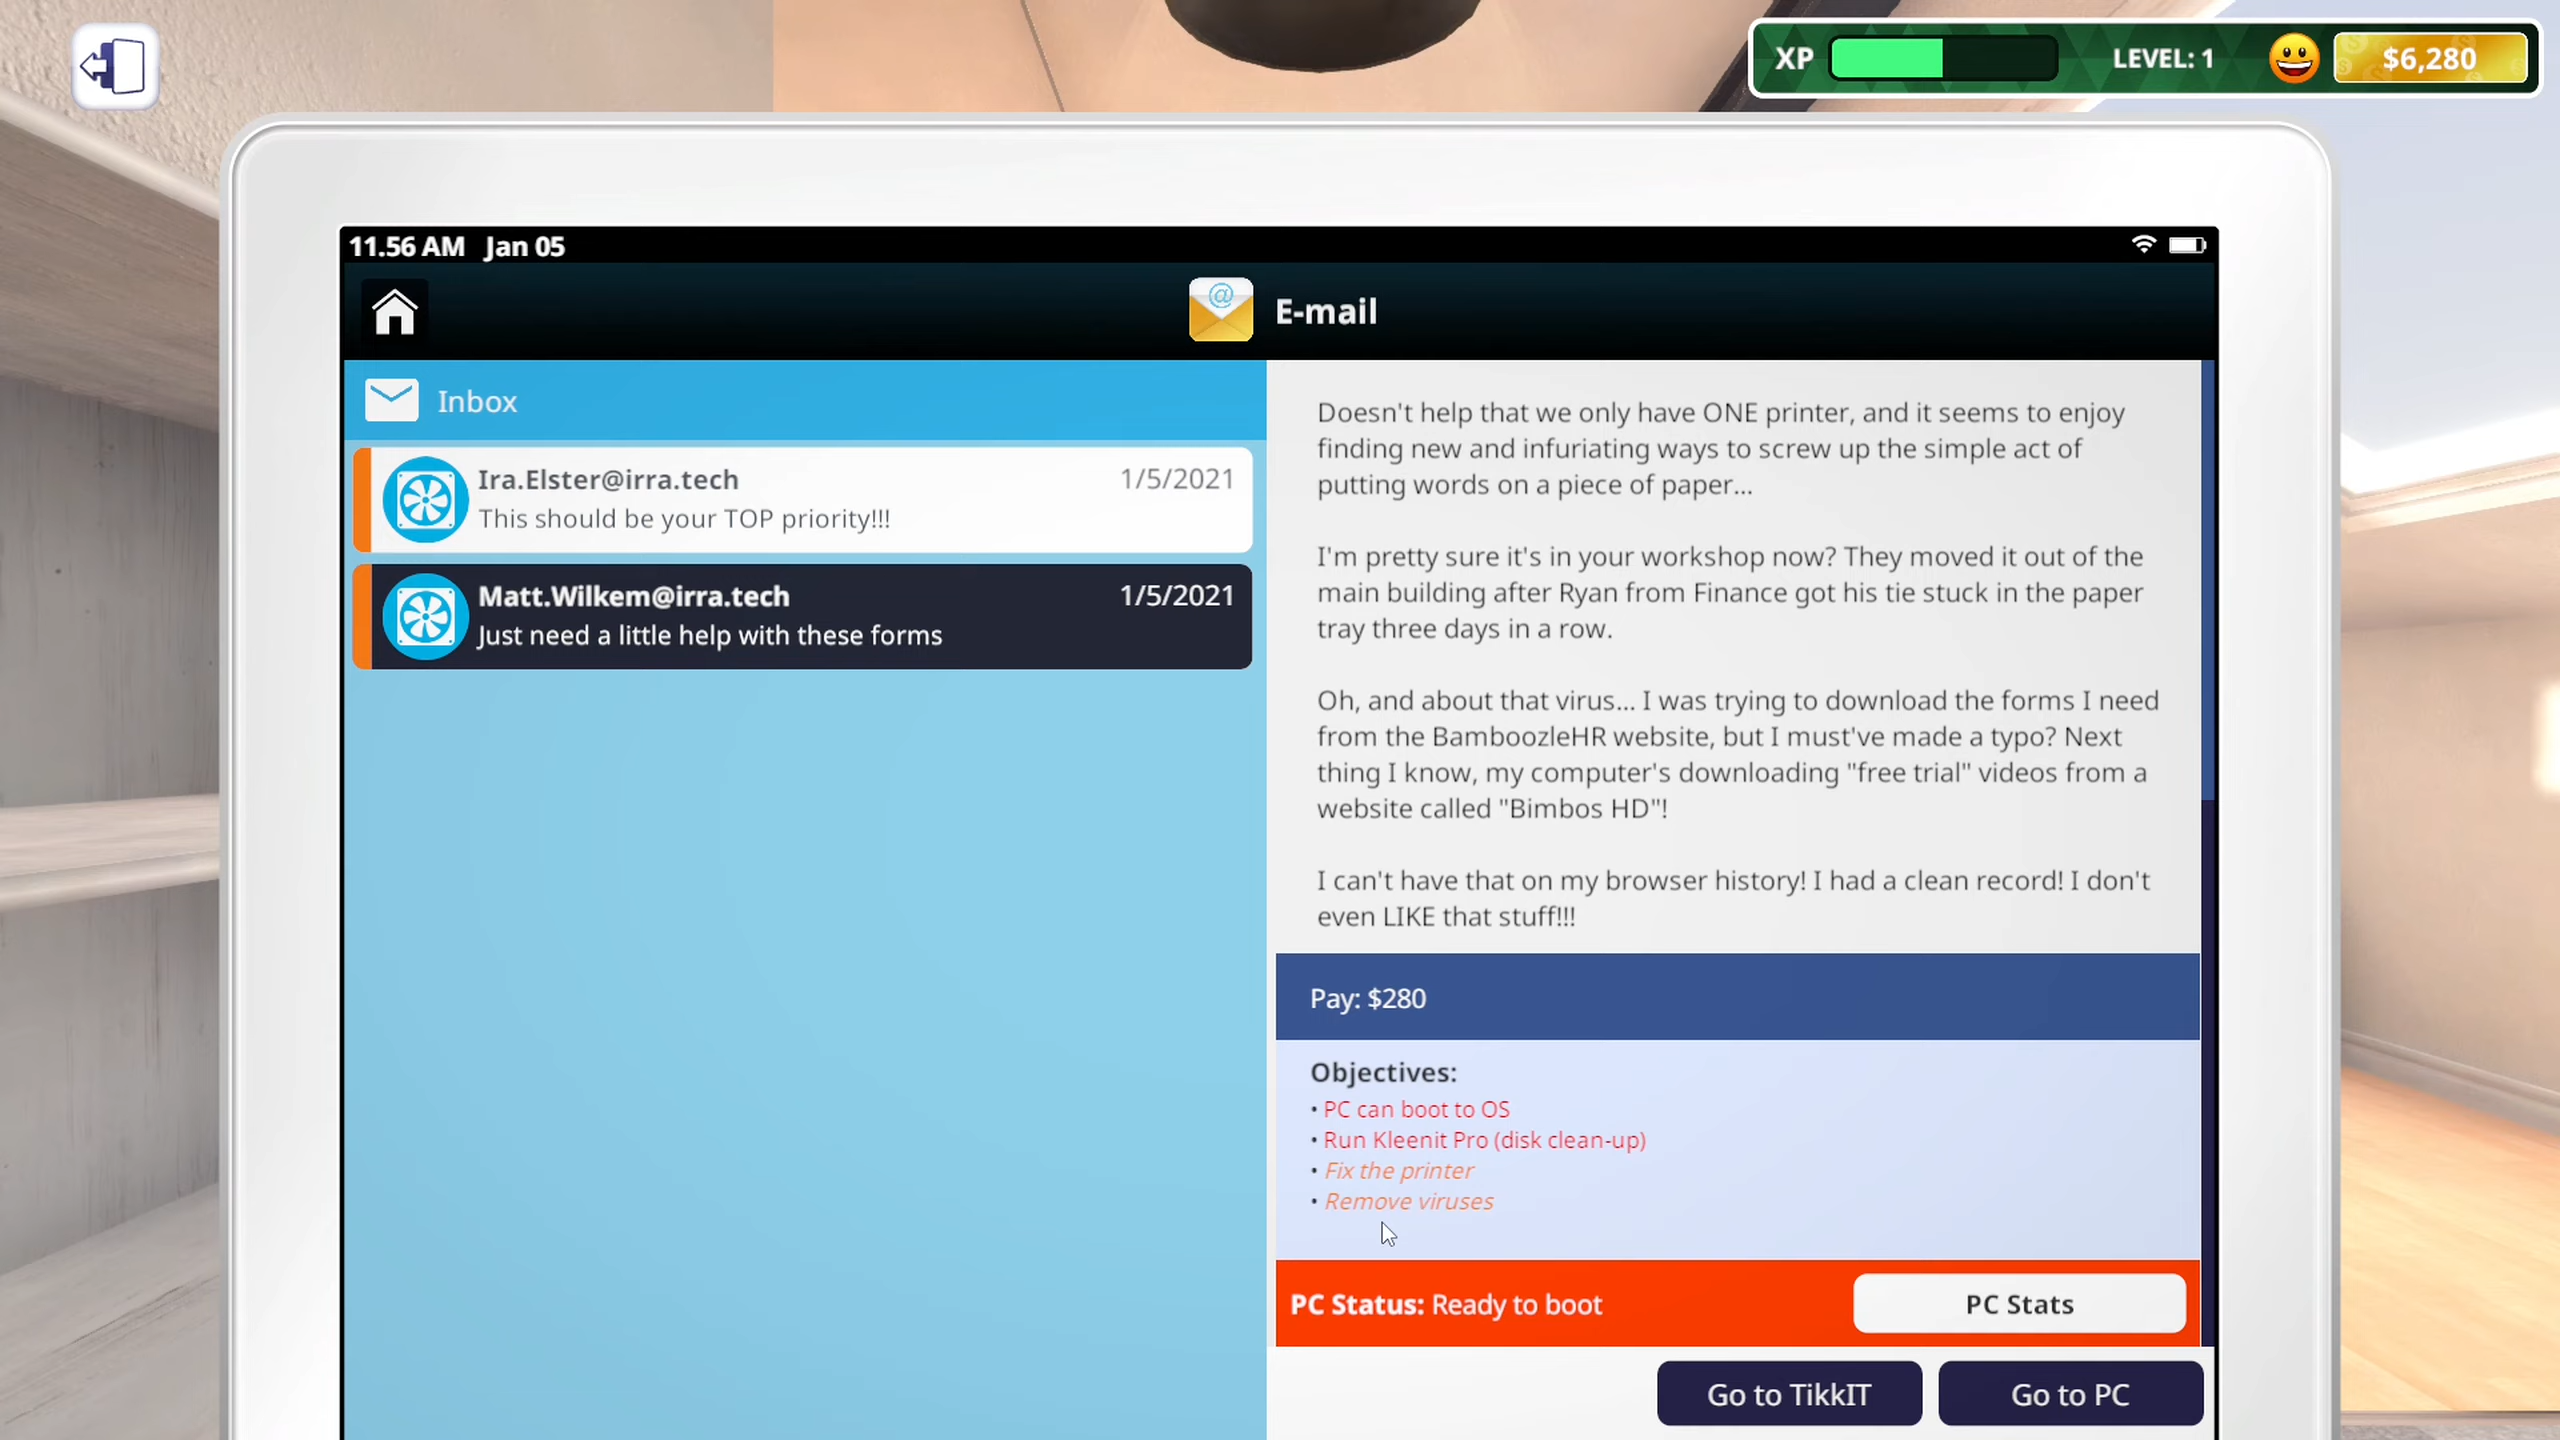 XP
LEVEL: 1
$6,280
11.56 AM Jan 05
E-mail
Inbox
Ira.Elster@irra.tech
1/5/2021
This should be your TOP priority!!!
Matt.Wilkem@irra.tech
1/5/2021
Just need a little help with these forms
Doesn't help that we only have ONE printer, and it seems to enjoy
finding new and infuriating ways to screw up the simple act of
putting words on a piece of paper...
I'm pretty sure it's in your workshop now? They moved it out of the
main building after Ryan from Finance got his tie stuck in the paper
tray three days in a row.
Oh, and about that virus... I was trying to download the forms I need
from the BamboozleHR website, but I must've made a typo? Next
thing I know, my computer's downloading "free trial" videos from a
website called "Bimbos HD"!
I can't have that on my browser history! I had a clean record! I don't
even LIKE that stuff!!!
Pay: $280
Objectives:
• PC can boot to OS
• Run Kleenit Pro (disk clean-up)
• Fix the printer
• Remove viruses
PC Status: Ready to boot
PC Stats
Go to TikkIT
Go to PC